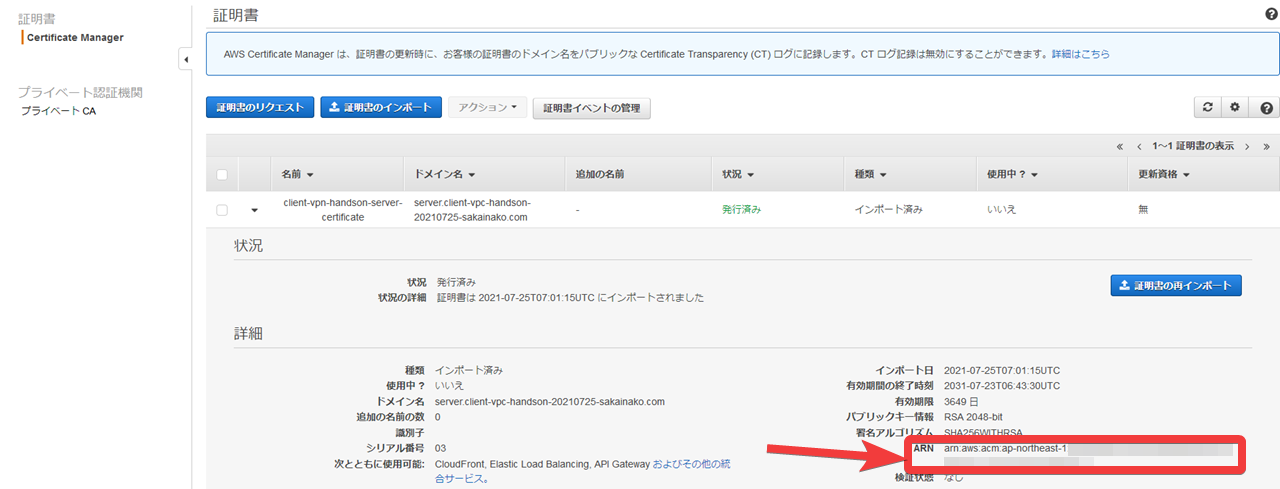 証明書
Certificate Manager
プライベート認証機関
プライベート CA
証明書
AWS Certificate Manager は、証明書の更新時に、お客様の証明書のドメイン名をパブリックな Certificate Transparency (CT) ログに記録します。CT ログ記録は無効にすることができます。詳細はこちら
証明書のリクエスト 証明書のインポート アクション 証明書イベントの管理
« ‹ 1～1 証明書の表示 › »
名前 ドメイン名 追加の名前 状況 種類 使用中 ? 更新資格
client-vpn-handson-server-certificate server.client-vpc-handson-20210725-sakainako.com - 発行済み インポート済み いいえ 無
状況
状況 発行済み
状況の詳細 証明書は 2021-07-25T07:01:15UTC にインポートされました
証明書の再インポート
詳細
種類 インポート済み
使用中 ? いいえ
ドメイン名 server.client-vpc-handson-20210725-sakainako.com
追加の名前の数 0
識別子
シリアル番号 03
次とともに使用可能: CloudFront, Elastic Load Balancing, API Gateway およびその他の統
合サービス。
インポート日 2021-07-25T07:01:15UTC
有効期間の終了時刻 2031-07-23T06:43:30UTC
有効期限 3649 日
パブリックキー情報 RSA 2048-bit
署名アルゴリズム SHA256WITHRSA
ARN arn:aws:acm:ap-northeast-1
検証状態 なし